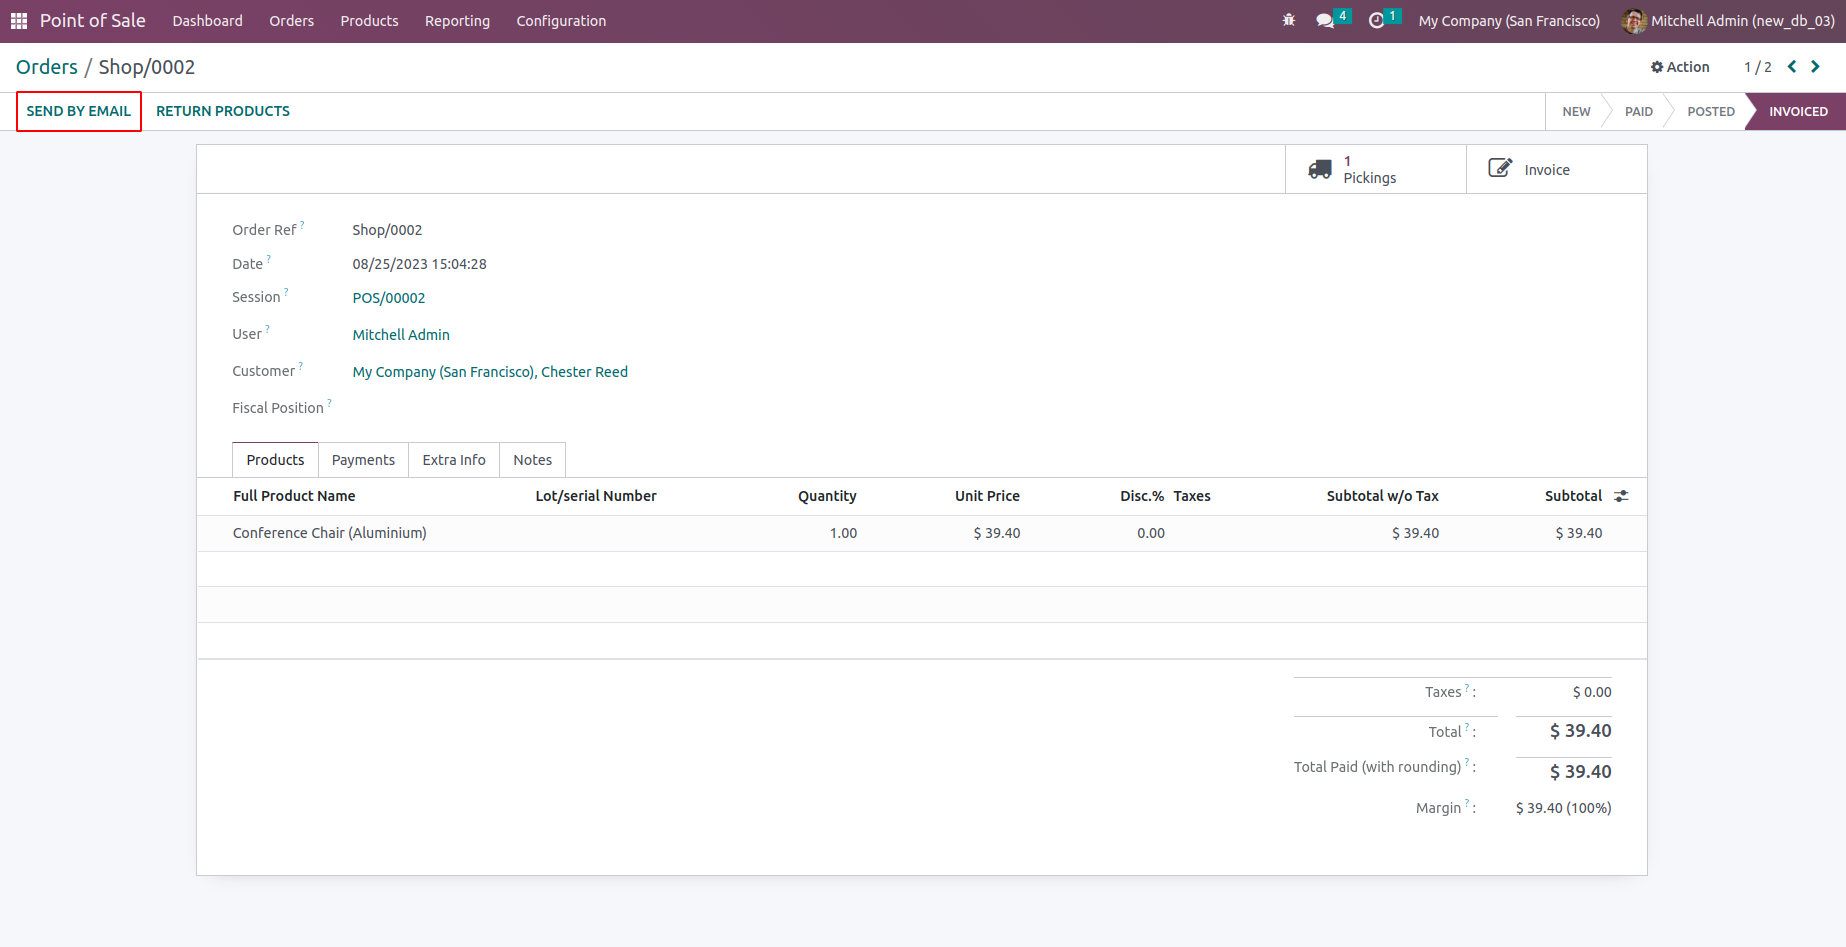 Point of Sale Dashboard Orders Products Reporting Configuration 4 1 My Company (San Francisco) Mitchell Admin (new_db_03)
Orders / Shop/0002 Action 1 / 2
SEND BY EMAIL RETURN PRODUCTS NEW PAID POSTED INVOICED
1
Pickings
Invoice
Order Ref ? Shop/0002
Date ? 08/25/2023 15:04:28
Session ? POS/00002
User ? Mitchell Admin
Customer ? My Company (San Francisco), Chester Reed
Fiscal Position ?
Products Payments Extra Info Notes
Full Product Name Lot/serial Number Quantity Unit Price Disc.% Taxes Subtotal w/o Tax Subtotal
Conference Chair (Aluminium) 1.00 $ 39.40 0.00 $ 39.40 $ 39.40
Taxes ? : $ 0.00
Total ? : $ 39.40
Total Paid (with rounding) ? : $ 39.40
Margin ? : $ 39.40 (100%)